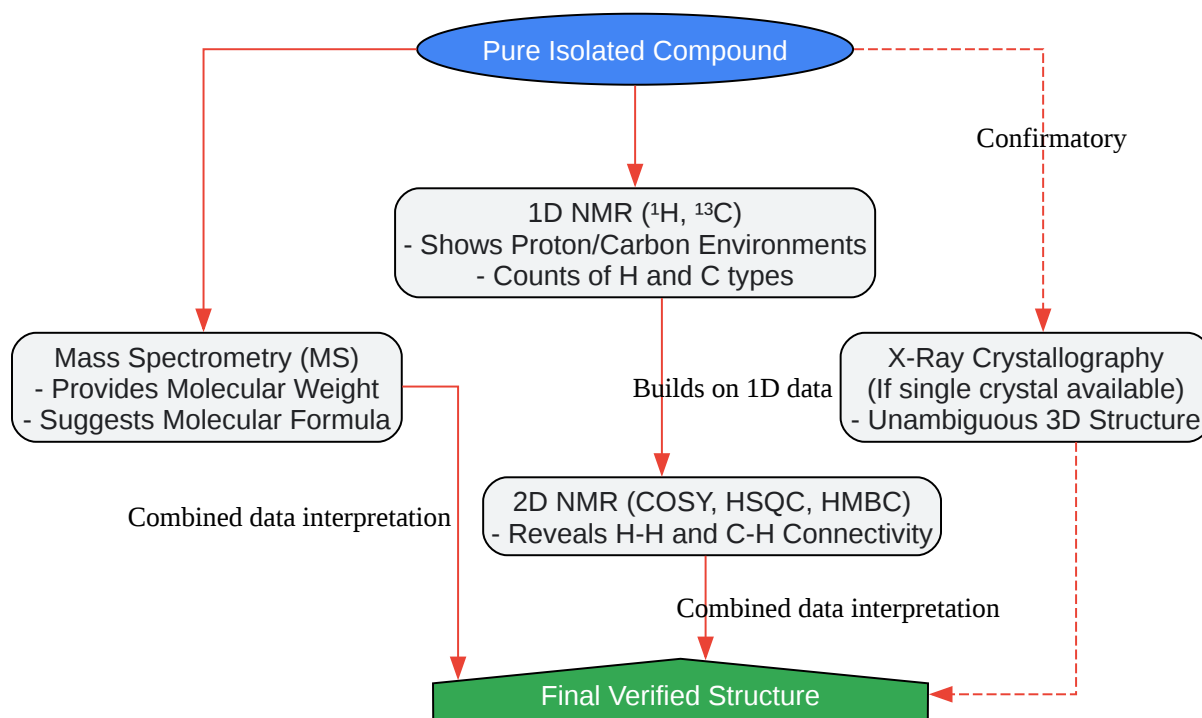 Pure Isolated Compound
Confirmatory
1D NMR (¹H, ¹³C)
- Shows Proton/Carbon Environments
- Counts of H and C types
Mass Spectrometry (MS)
- Provides Molecular Weight
- Suggests Molecular Formula
Builds on 1D data
X-Ray Crystallography
(If single crystal available)
- Unambiguous 3D Structure
Combined data interpretation
2D NMR (COSY, HSQC, HMBC)
- Reveals H-H and C-H Connectivity
Combined data interpretation
Final Verified Structure